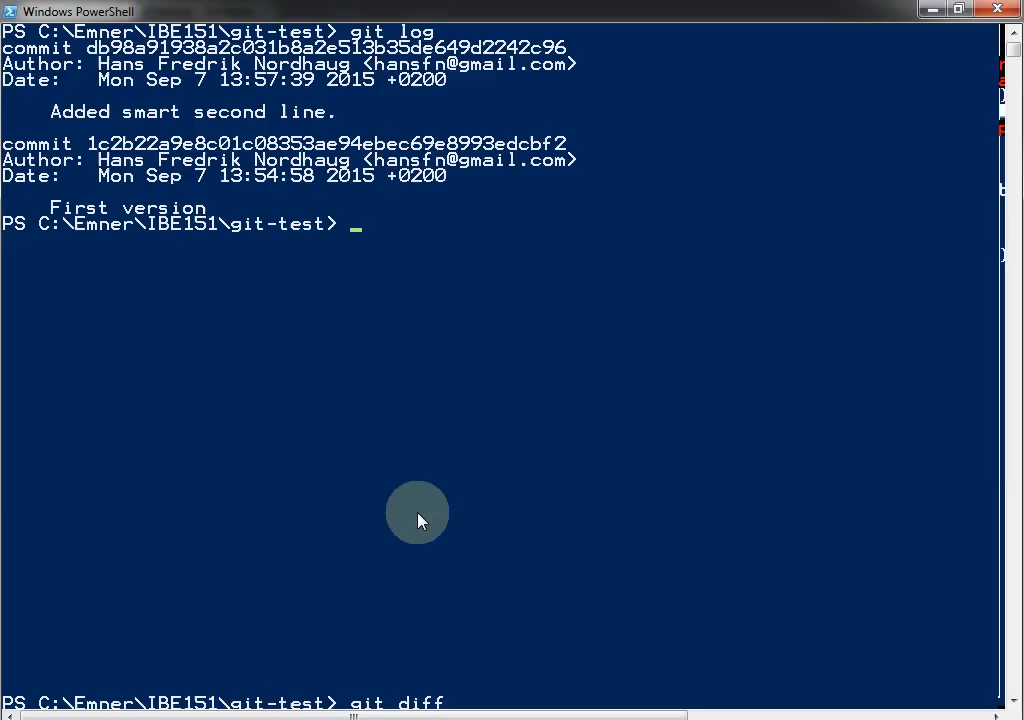 Windows PowerShell
PS C:\Emner\IBE151\git-test> git log
commit db98a91938a2c031b8a2e513b35de649d2242c96
Author: Hans Fredrik Nordhaug <hansfn@gmail.com>
Date:   Mon Sep 7 13:57:39 2015 +0200
Added smart second line.
commit 1c2b22a9e8c01c08353ae94ebec69e8993edcbf2
Author: Hans Fredrik Nordhaug <hansfn@gmail.com>
Date:   Mon Sep 7 13:54:58 2015 +0200
First version
PS C:\Emner\IBE151\git-test>
PS C:\Emner\IBE151\git-test> git diff